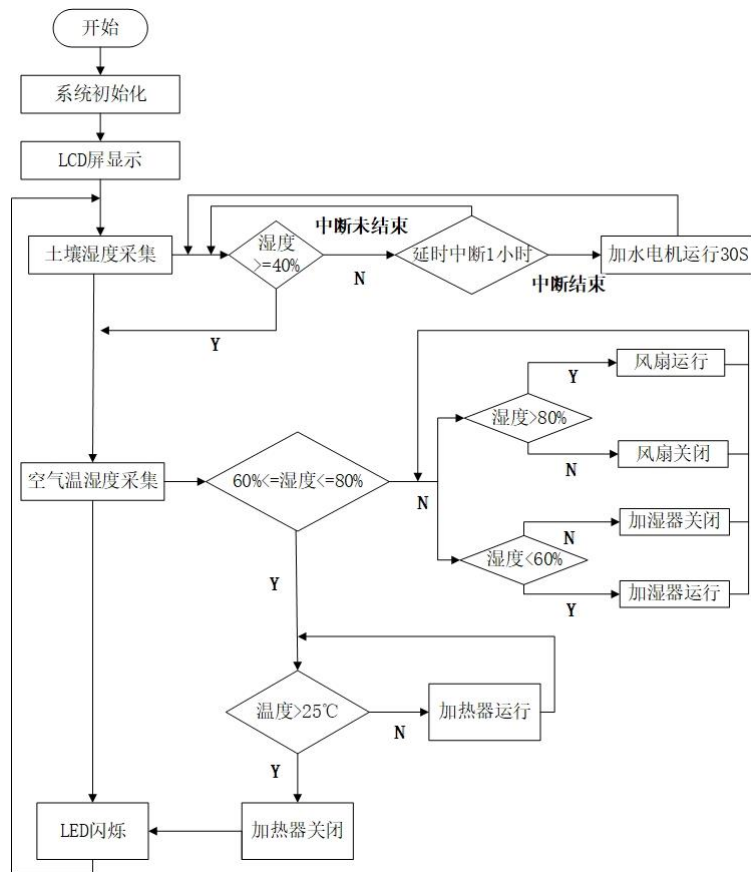 开始
系统初始化
LCD屏显示
土壤湿度采集
湿度
>=40%
中断未结束
N
延时中断1小时
中断结束
加水电机运行30S
Y
空气温湿度采集
60%<=湿度<=80%
N
湿度>80%
Y
风扇运行
N
风扇关闭
湿度<60%
N
加湿器关闭
Y
加湿器运行
Y
温度>25℃
N
加热器运行
Y
加热器关闭
LED闪烁